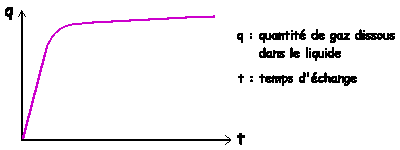 q
q : quantité de gaz dissous
dans le liquide
t : temps d'échange
t